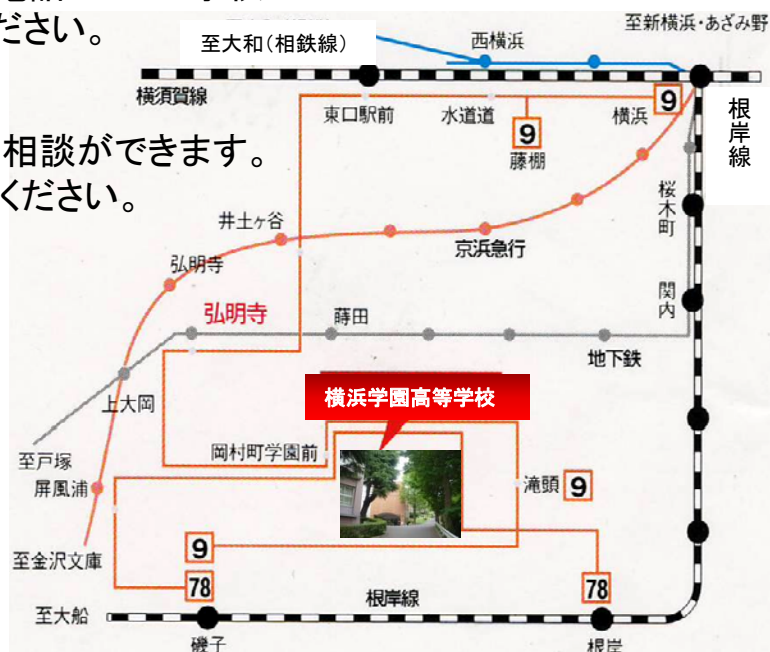 ださい。
至大和(相鉄線)
西横浜
至新横浜・あざみ野
横須賀線
東口駅前
水道道
横浜
9
9
藤棚
根岸線
相談ができます。
ください。
桜木町
井土ヶ谷
京浜急行
弘明寺
関内
弘明寺
蒔田
地下鉄
上大岡
横浜学園高等学校
岡村町学園前
至戸塚
屏風浦
滝頭 9
9
至金沢文庫
78
78
至大船
根岸線
磯子
根岸